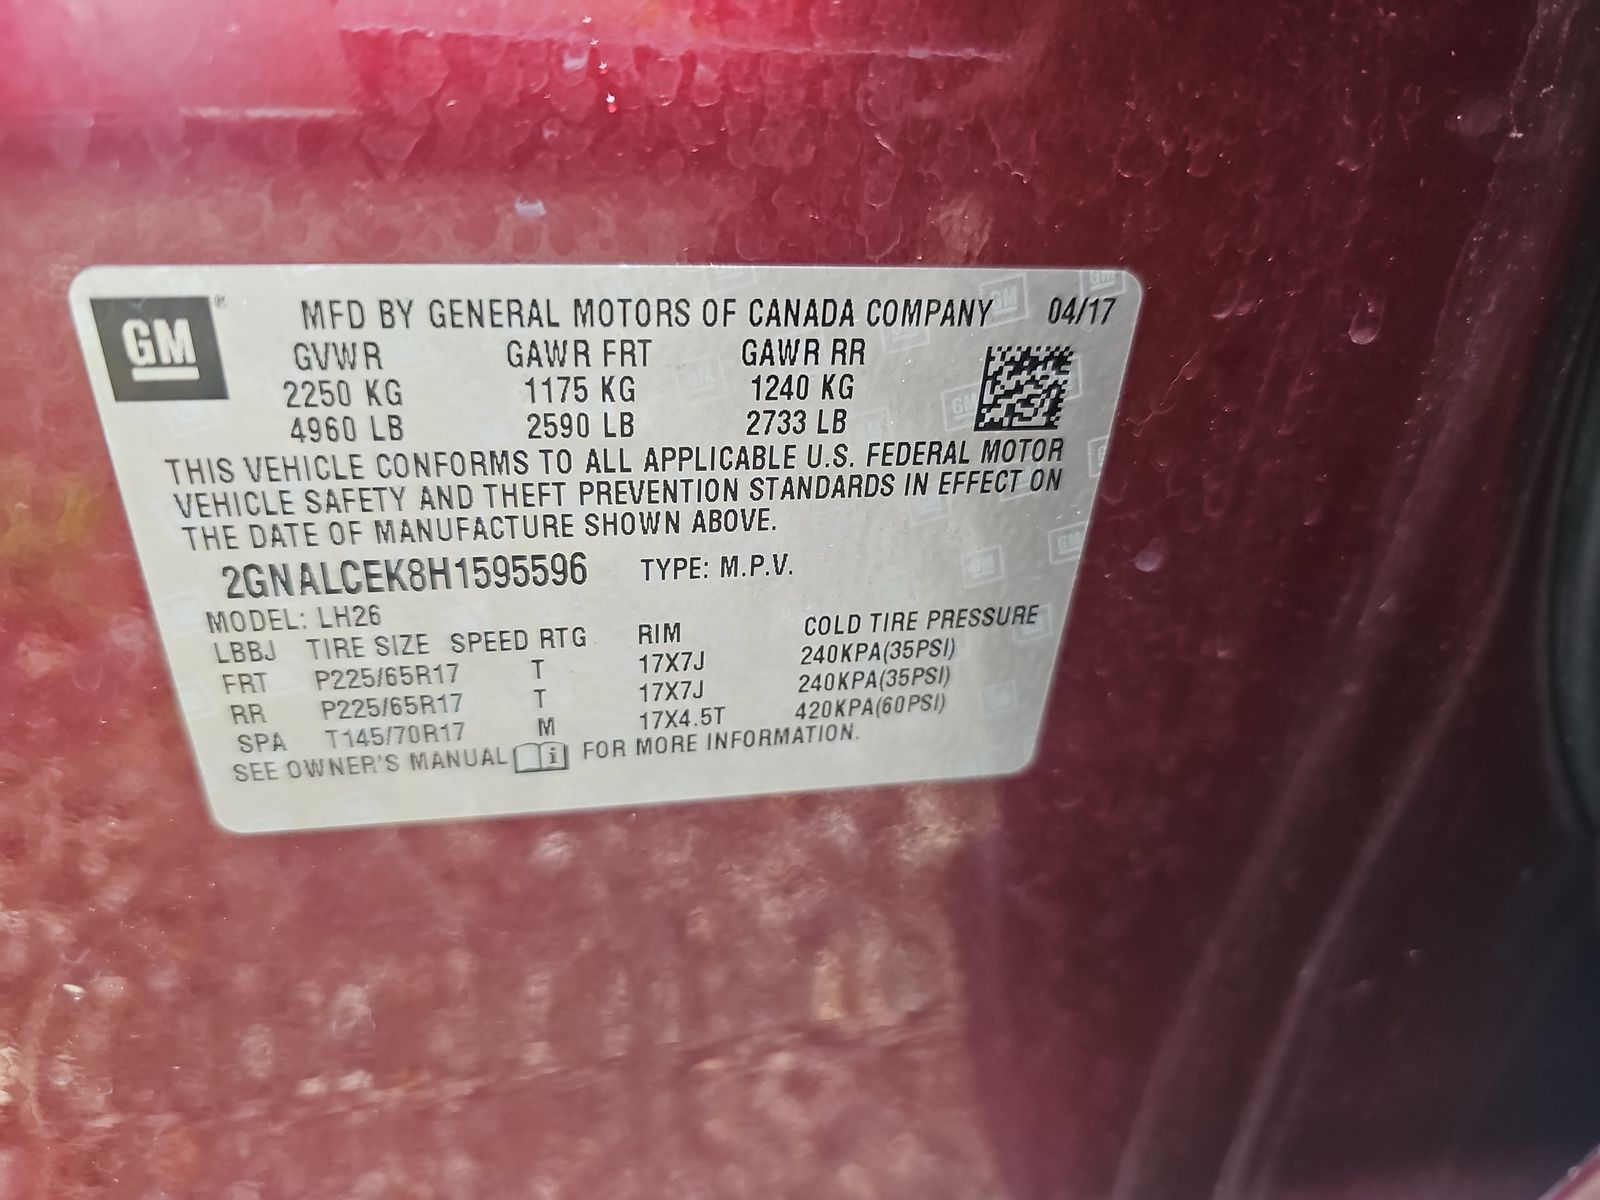 GM
MFD BY GENERAL MOTORS OF CANADA COMPANY 04/17
GVWR GAWR FRT GAWR RR
2250 KG 1175 KG 1240 KG
4960 LB 2590 LB 2733 LB
THIS VEHICLE CONFORMS TO ALL APPLICABLE U.S. FEDERAL MOTOR
VEHICLE SAFETY AND THEFT PREVENTION STANDARDS IN EFFECT ON
THE DATE OF MANUFACTURE SHOWN ABOVE.
2GNALCEK8H1595596 TYPE: M.P.V.
MODEL: LH26
LBBJ TIRE SIZE SPEED RTG RIM COLD TIRE PRESSURE
FRT P225/65R17 T 17X7J 240KPA(35PSI)
RR P225/65R17 T 17X7J 240KPA(35PSI)
SPA T145/70R17 M 17X4.5T 420KPA(60PSI)
SEE OWNER'S MANUAL i FOR MORE INFORMATION.